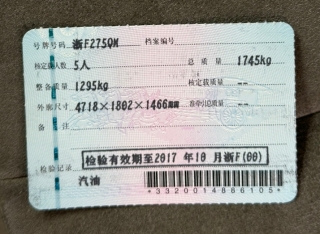 号牌号码 浙F275QM 档案编号
核定载人数 5人 总质量 1745kg
整备质量 1295kg 核定载质量 --
外廓尺寸 4718×1802×1466mm 准牵引总质量 --
备注
检验记录 检验有效期至2017年10月浙F(00)
汽油
*3320014866105*